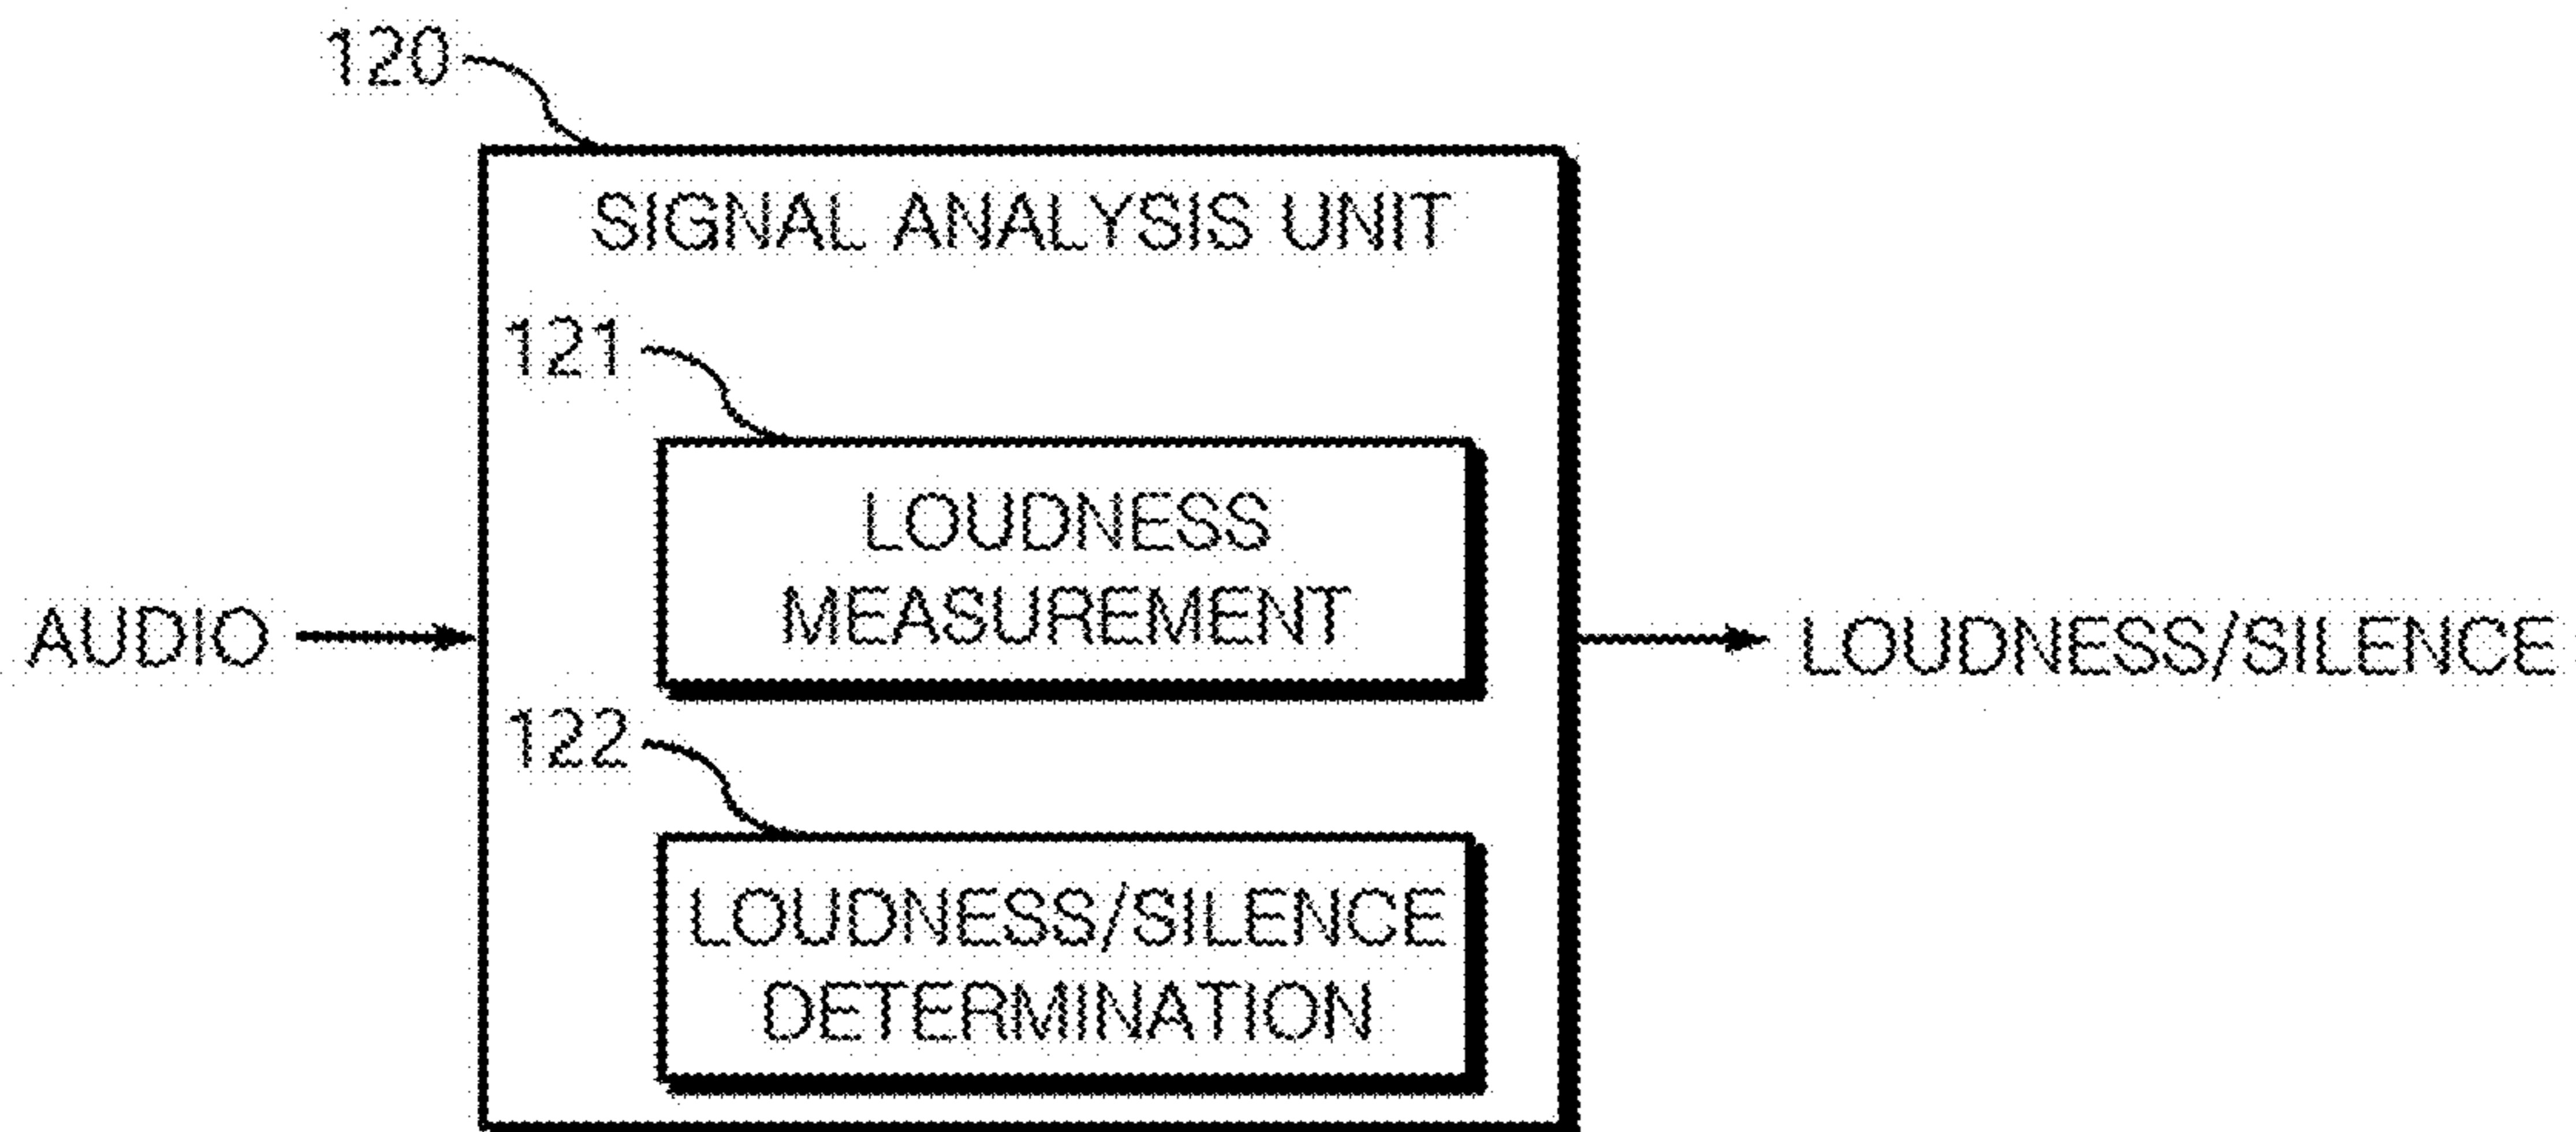 120
SIGNAL ANALYSIS UNIT
121
LOUDNESS
MEASUREMENT
AUDIO
LOUDNESS/SILENCE
122
LOUDNESS/SILENCE
DETERMINATION